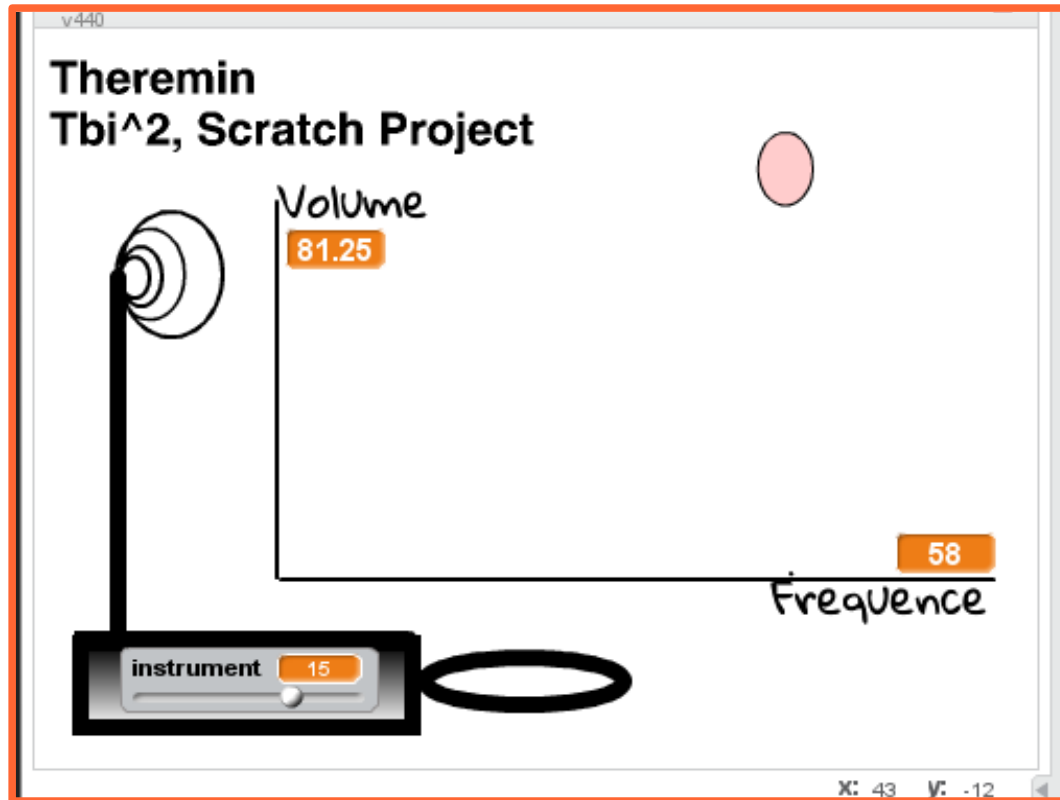 v440
Theremin
Tbi^2, Scratch Project
Volume
81.25
58
Frequence
instrument 15
x: 43 y: -12